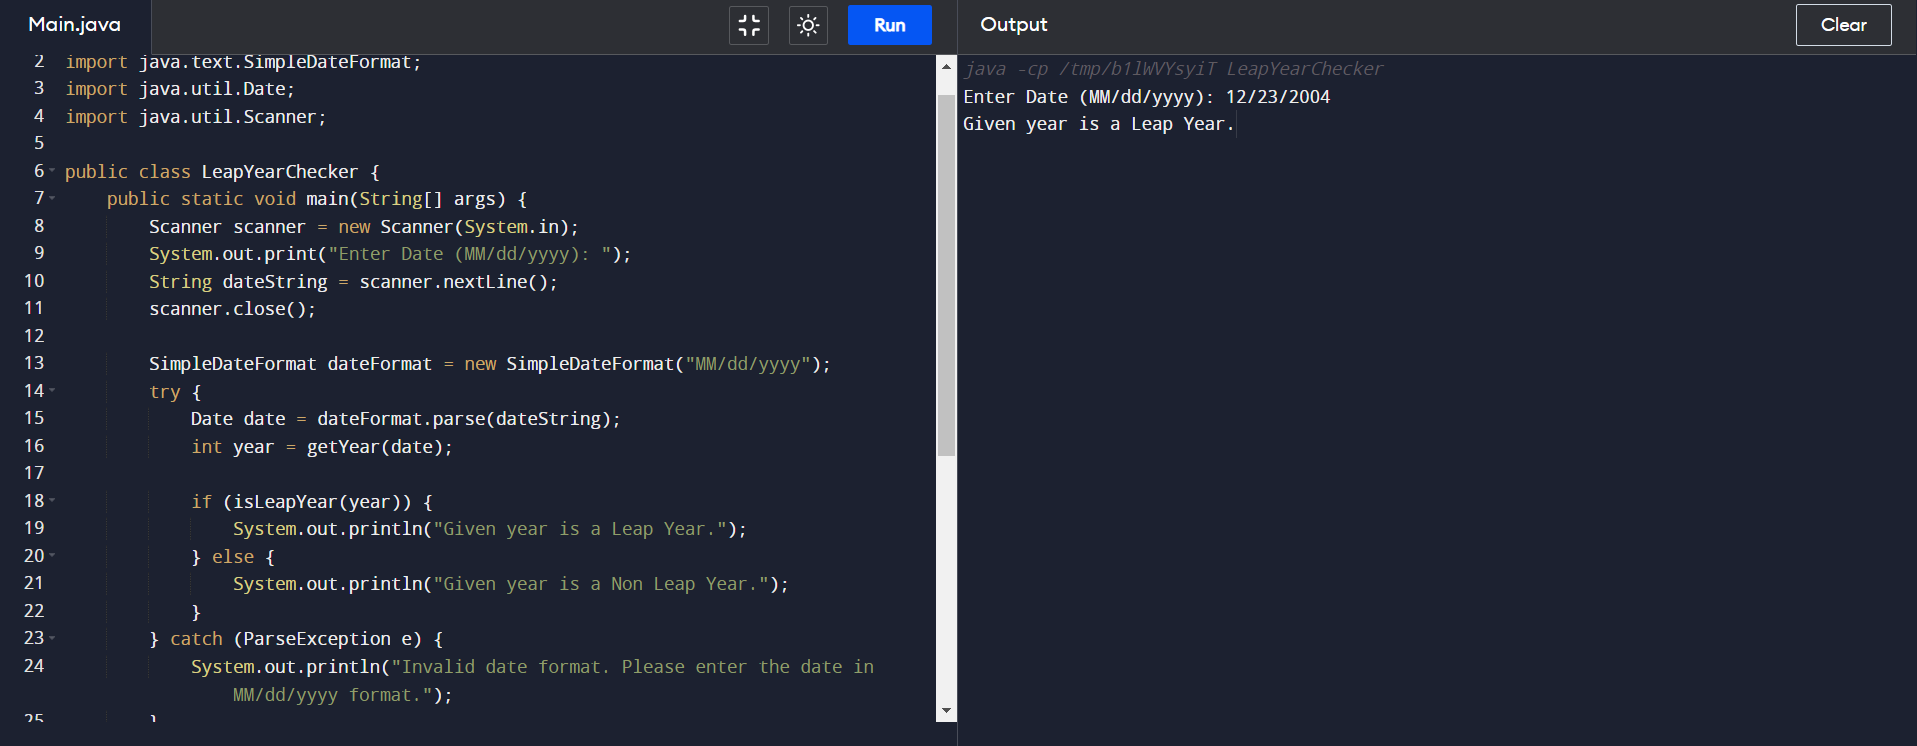 Main.java
Run
Output
Clear
2 import java.text.SimpleDateFormat;
3 import java.util.Date;
4 import java.util.Scanner;
5
6 public class LeapYearChecker {
7     public static void main(String[] args) {
8         Scanner scanner = new Scanner(System.in);
9         System.out.print("Enter Date (MM/dd/yyyy): ");
10         String dateString = scanner.nextLine();
11         scanner.close();
12
13         SimpleDateFormat dateFormat = new SimpleDateFormat("MM/dd/yyyy");
14         try {
15             Date date = dateFormat.parse(dateString);
16             int year = getYear(date);
17
18             if (isLeapYear(year)) {
19                 System.out.println("Given year is a Leap Year.");
20             } else {
21                 System.out.println("Given year is a Non Leap Year.");
22             }
23         } catch (ParseException e) {
24             System.out.println("Invalid date format. Please enter the date in
MM/dd/yyyy format.");
25         }
java -cp /tmp/b1lWVYsyiT LeapYearChecker
Enter Date (MM/dd/yyyy): 12/23/2004
Given year is a Leap Year.